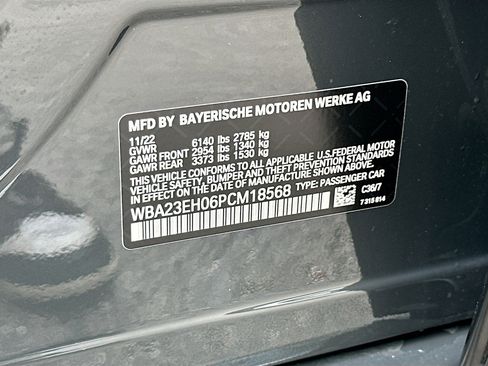 MFD BY BAYERISCHE MOTOREN WERKE AG
11/22
GVWR 6140 lbs 2785 kg
GAWR FRONT 2954 lbs 1340 kg
GAWR REAR 3373 lbs 1530 kg
THIS VEHICLE CONFORMS TO ALL APPLICABLE U.S.FEDERAL MOTOR
VEHICLE SAFETY, BUMPER, AND THEFT PREVENTION STANDARDS
IN EFFECT ON THE DATE OF MANUFACTURE SHOWN ABOVE.
WBA23EH06PCM18568 TYPE: PASSENGER CAR
C36/7
7 315 814